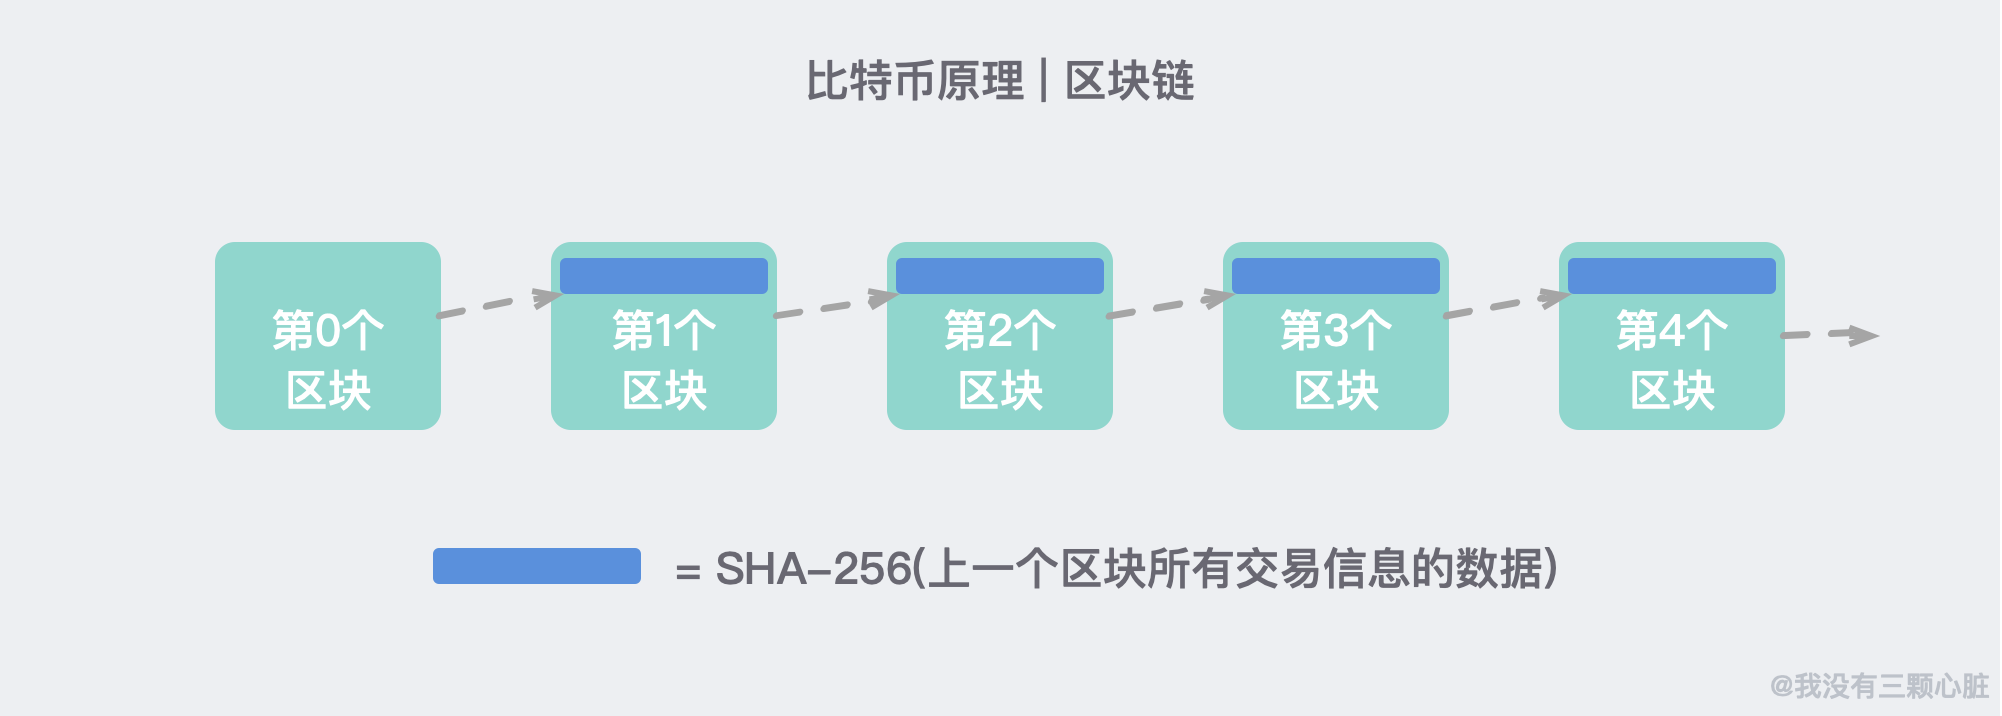 比特币原理 | 区块链
第0个
区块
第1个
区块
第2个
区块
第3个
区块
第4个
区块
= SHA-256(上一个区块所有交易信息的数据)
@我没有三颗心脏